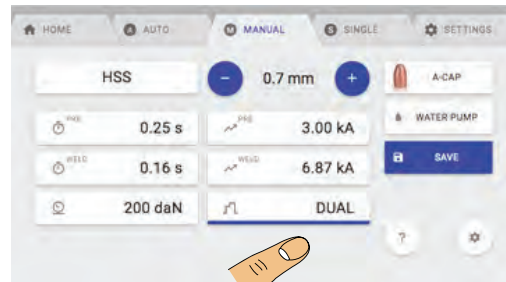 HOME A AUTO M MANUAL S SINGLE SETTINGS
HSS - 0.7 mm + A-CAP
PRE 0.25 s PRE 3.00 kA WATER PUMP
WELD 0.16 s WELD 6.87 kA SAVE
200 daN DUAL
?